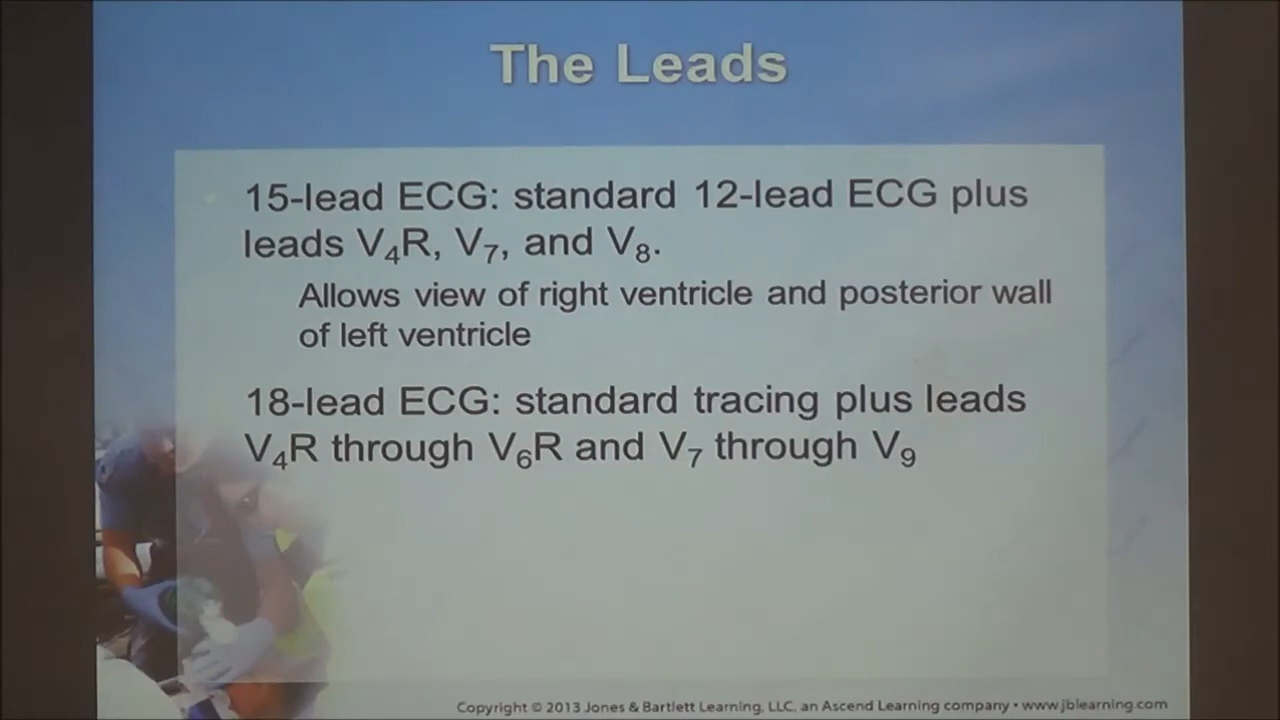 The Leads
15-lead ECG: standard 12-lead ECG plus
leads V₄R, V₇, and V₈.
Allows view of right ventricle and posterior wall
of left ventricle
18-lead ECG: standard tracing plus leads
V₄R through V₆R and V₇ through V₉
Copyright © 2013 Jones & Bartlett Learning, LLC, an Ascend Learning company • www.jblearning.com